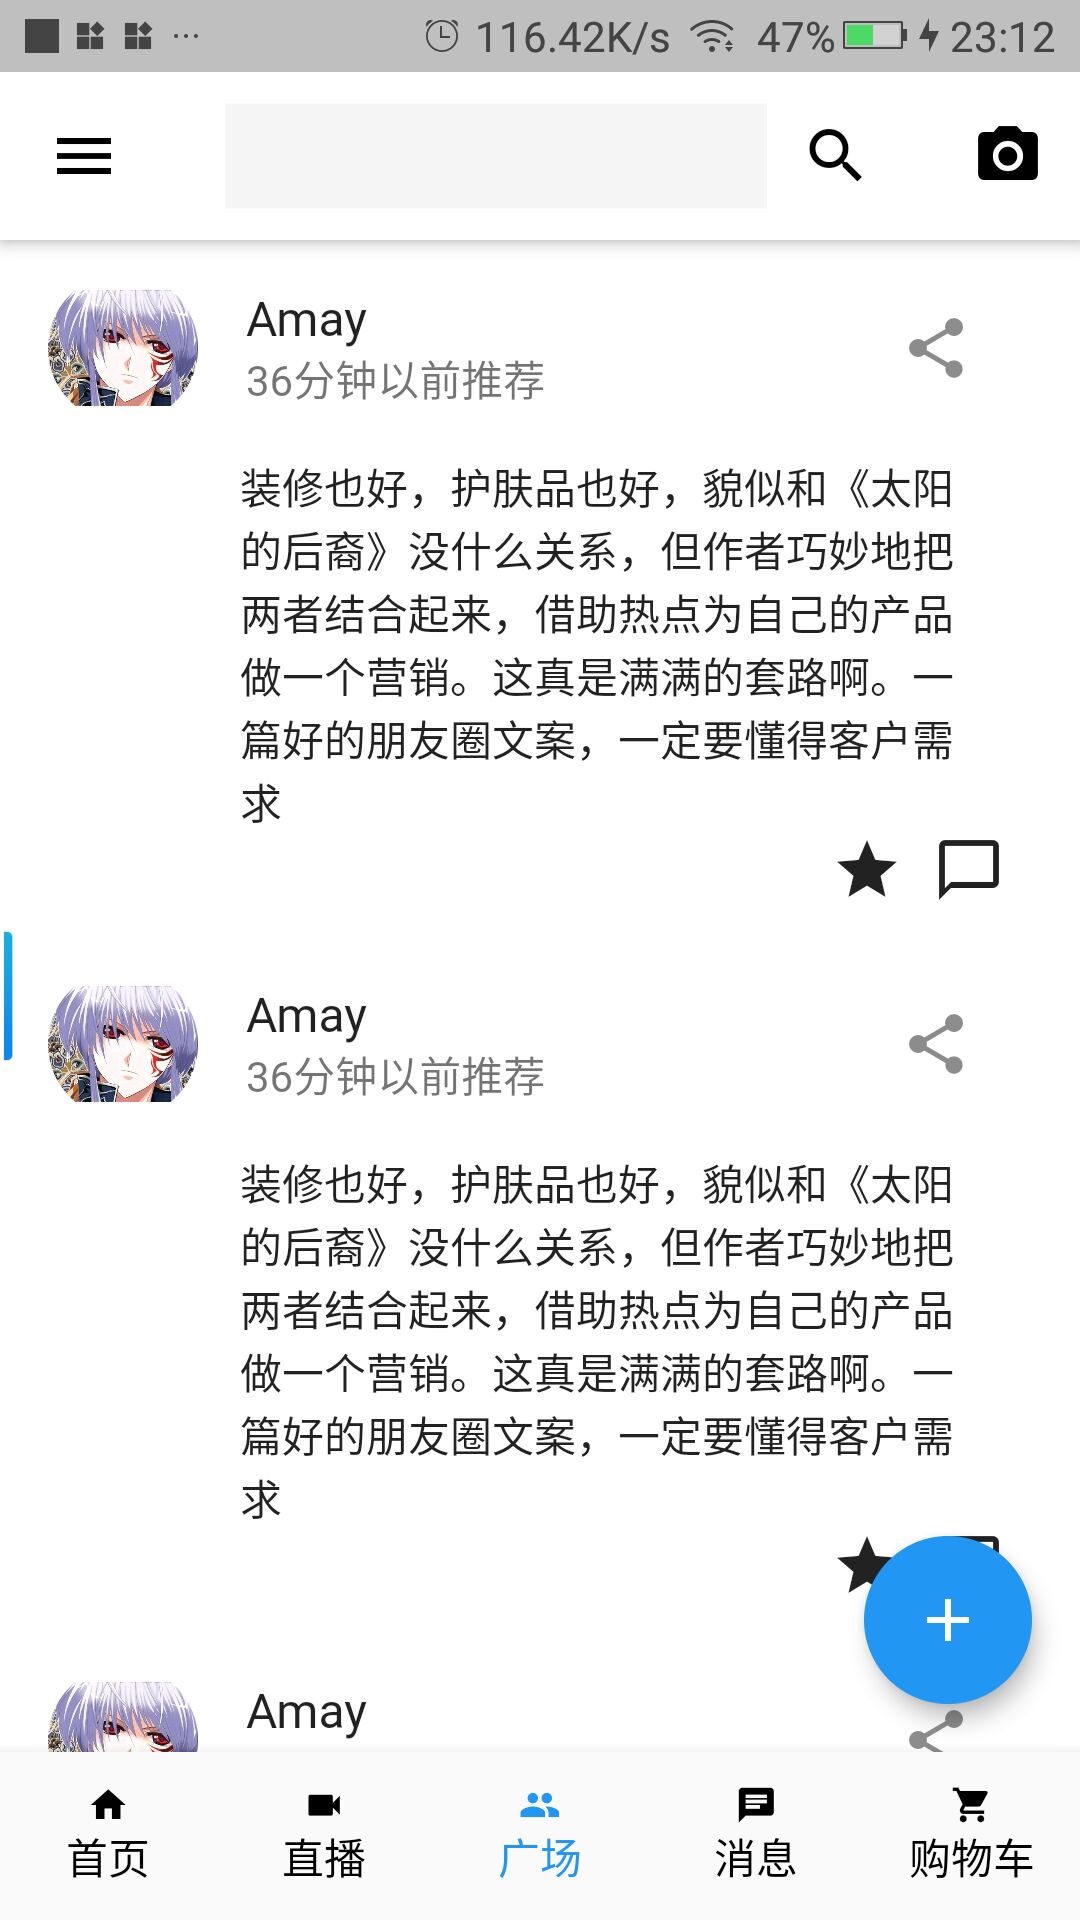 116.42K/s 47% 23:12
Amay
36分钟以前推荐
装修也好，护肤品也好，貌似和《太阳
的后裔》没什么关系，但作者巧妙地把
两者结合起来，借助热点为自己的产品
做一个营销。这真是满满的套路啊。一
篇好的朋友圈文案，一定要懂得客户需
求
Amay
36分钟以前推荐
装修也好，护肤品也好，貌似和《太阳
的后裔》没什么关系，但作者巧妙地把
两者结合起来，借助热点为自己的产品
做一个营销。这真是满满的套路啊。一
篇好的朋友圈文案，一定要懂得客户需
求
Amay
首页 直播 广场 消息 购物车